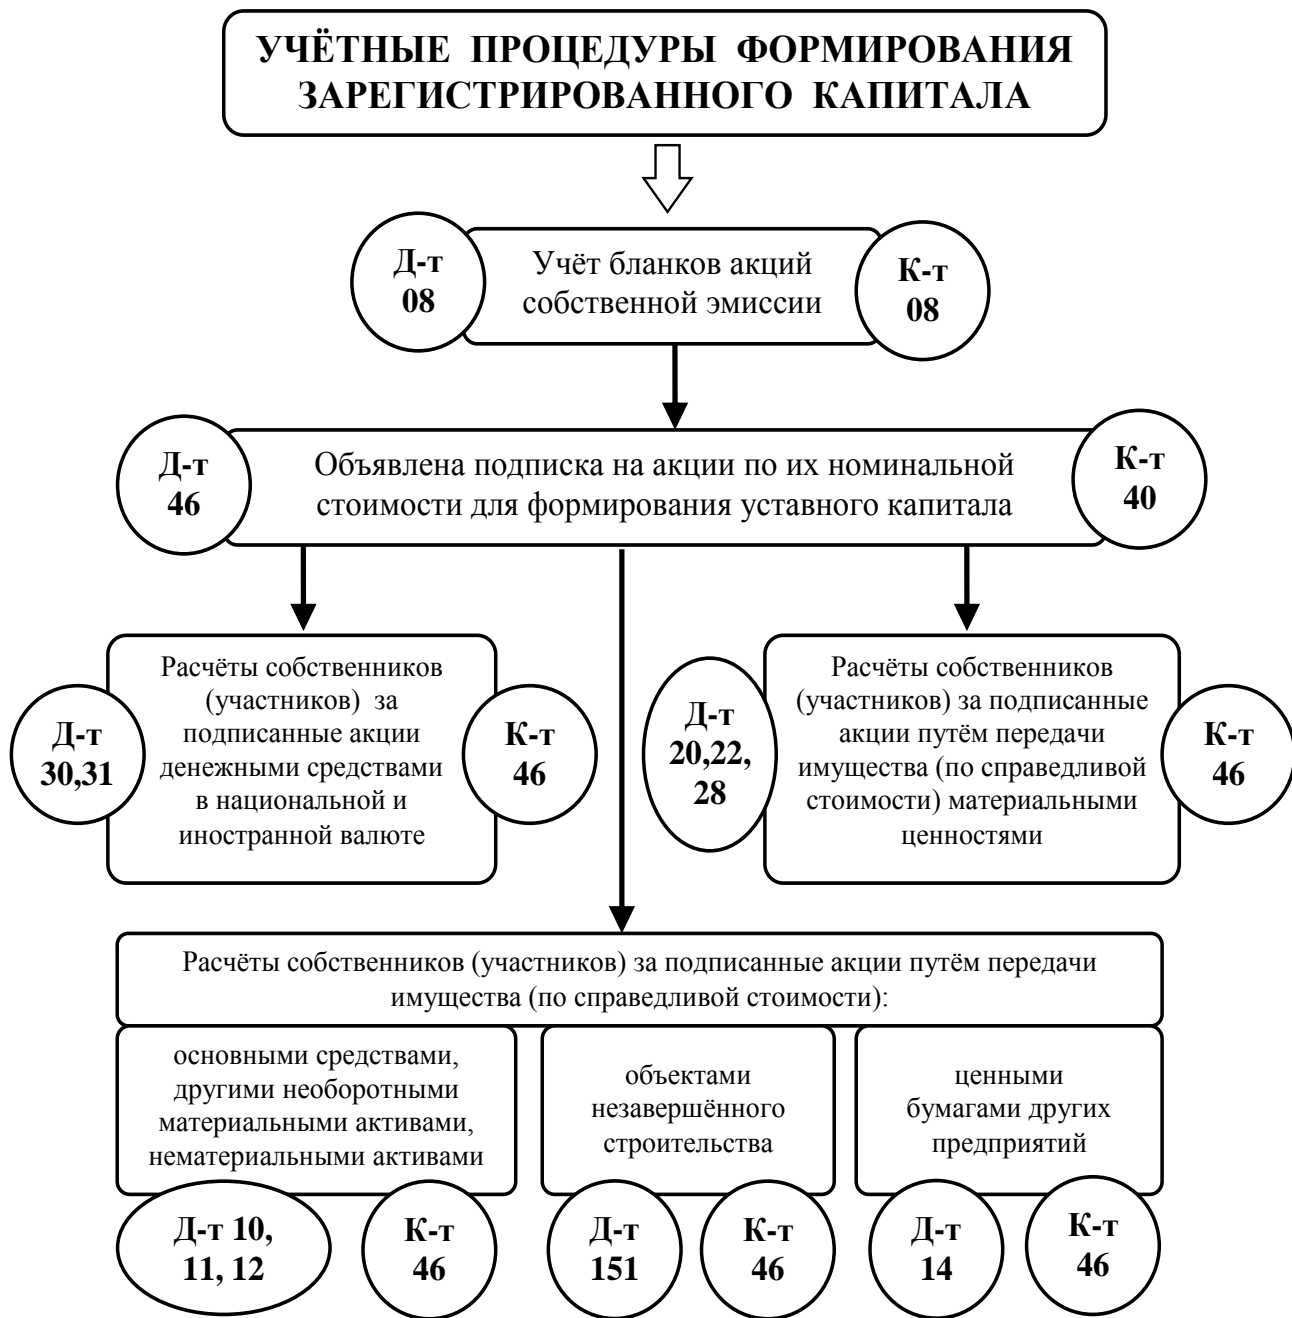 УЧЁТНЫЕ ПРОЦЕДУРЫ ФОРМИРОВАНИЯ
ЗАРЕГИСТРИРОВАННОГО КАПИТАЛА
Д-т
08
Учёт бланков акций
собственной эмиссии
К-т
08
Д-т
46
Объявлена подписка на акции по их номинальной
стоимости для формирования уставного капитала
К-т
40
Д-т
30,31
Расчёты собственников
(участников) за
подписанные акции
денежными средствами
в национальной и
иностранной валюте
К-т
46
Д-т
20,22,
28
Расчёты собственников
(участников) за подписанные
акции путём передачи
имущества (по справедливой
стоимости) материальными
ценностями
К-т
46
Расчёты собственников (участников) за подписанные акции путём передачи
имущества (по справедливой стоимости):
основными средствами,
другими необоротными
материальными активами,
нематериальными активами
Д-т 10,
11, 12
К-т
46
объектами
незавершённого
строительства
Д-т
151
К-т
46
ценными
бумагами других
предприятий
Д-т
14
К-т
46